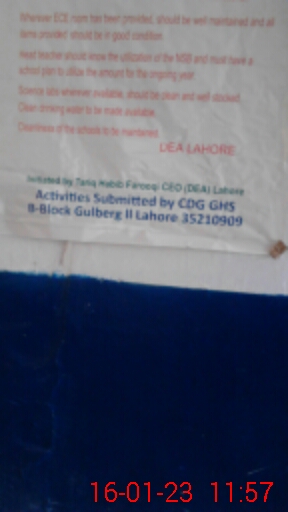 Wherever ECE room has been provided, should be well maintained and all
items provided should be in good condition.
Head teacher should know the utilization of the NSB and must have a
school plan to utilize the amount for the ongoing year.
Science labs wherever available, should be clean and well stocked.
Clean drinking water to be made available.
Cleanliness of the schools to be maintained.
DEA LAHORE
Initiated by Tariq Habib Farooqi CEO (DEA) Lahore
Activities Submitted by CDG GHS
8-Block Gulberg II Lahore 35210909
16-01-23 11:57